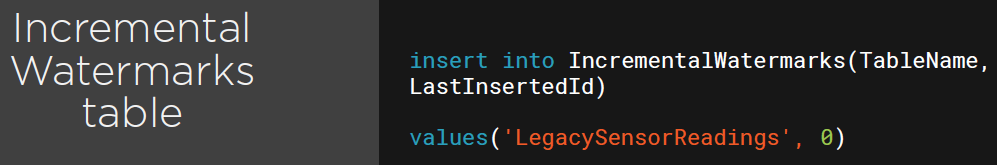 Incremental
Watermarks
table
insert into IncrementalWatermarks(TableName,
LastInsertedId)
values('LegacySensorReadings', 0)